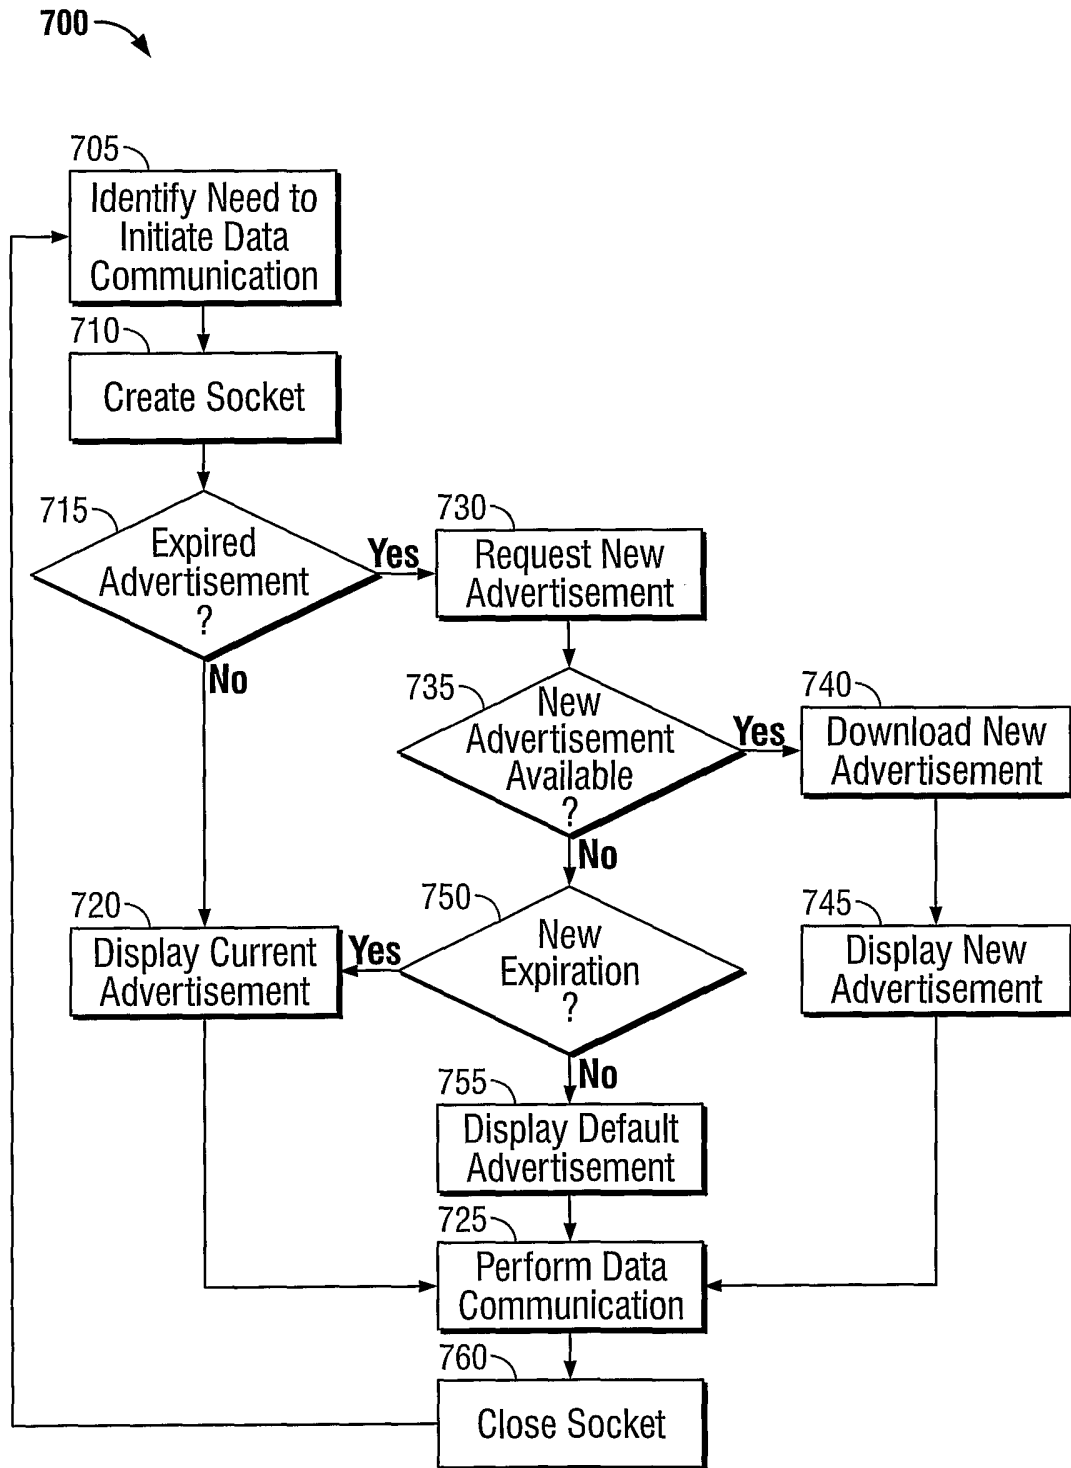 700
705
Identify Need to
Initiate Data
Communication
710
Create Socket
715
Expired
Advertisement
?
Yes
No
730
Request New
Advertisement
735
New
Advertisement
Available
?
Yes
No
740
Download New
Advertisement
720
Display Current
Advertisement
750
New
Expiration
?
Yes
No
745
Display New
Advertisement
755
Display Default
Advertisement
725
Perform Data
Communication
760
Close Socket